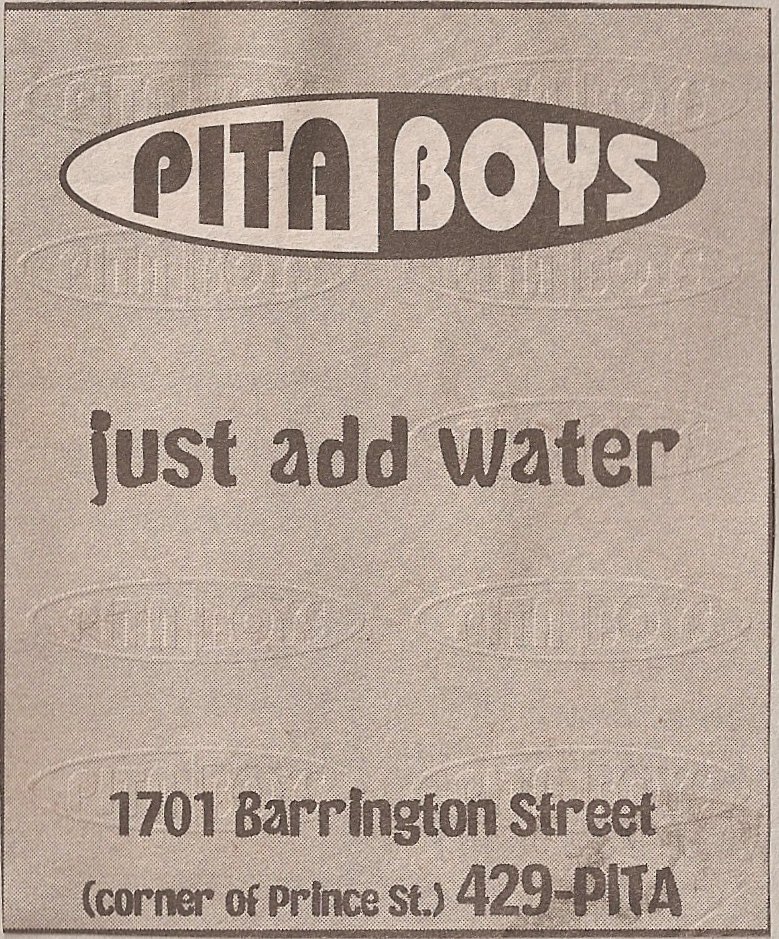 PITA BOYS
just add water
1701 Barrington Street
(corner of Prince St.) 429-PITA